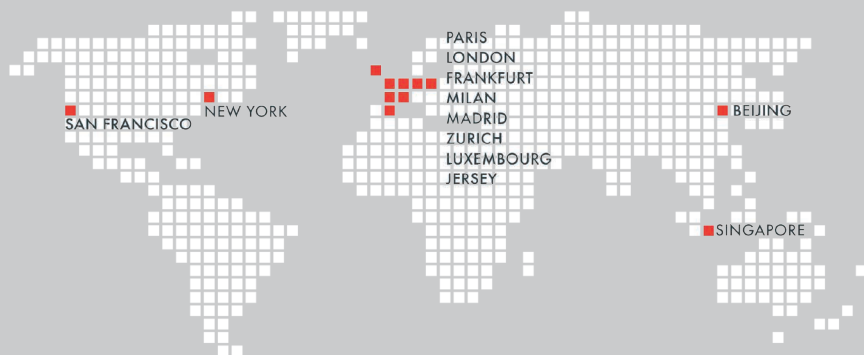 PARIS
LONDON
FRANKFURT
MILAN
MADRID
ZURICH
LUXEMBOURG
JERSEY
NEW YORK
SAN FRANCISCO
BEIJING
SINGAPORE